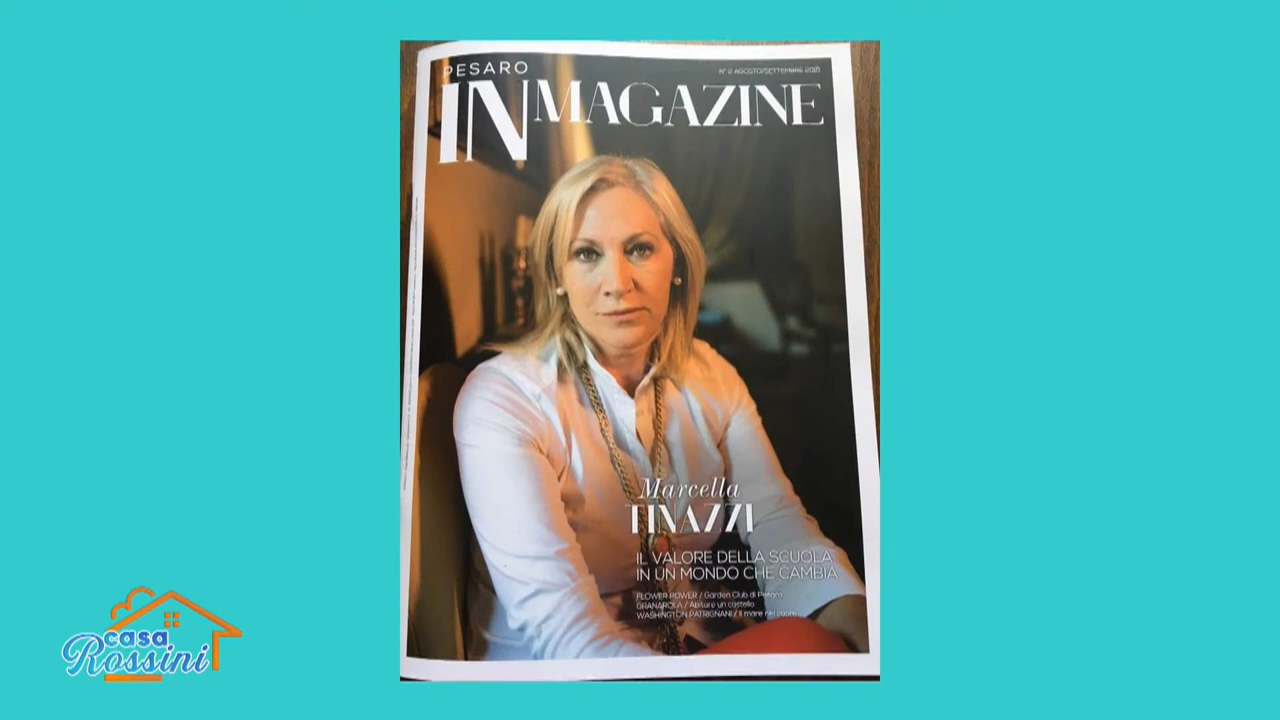 PESARO
IN MAGAZINE
N° 2 AGOSTO/SETTEMBRE 2018
Marcella
TINAZZI
IL VALORE DELLA SCUOLA
IN UN MONDO CHE CAMBIA
FLOWER POWER / Garden Club di Pesaro
GRANAROLA / Abitare un castello
WASHINGTON PATRIGNANI / Il mare nel cuore
casa
Rossini